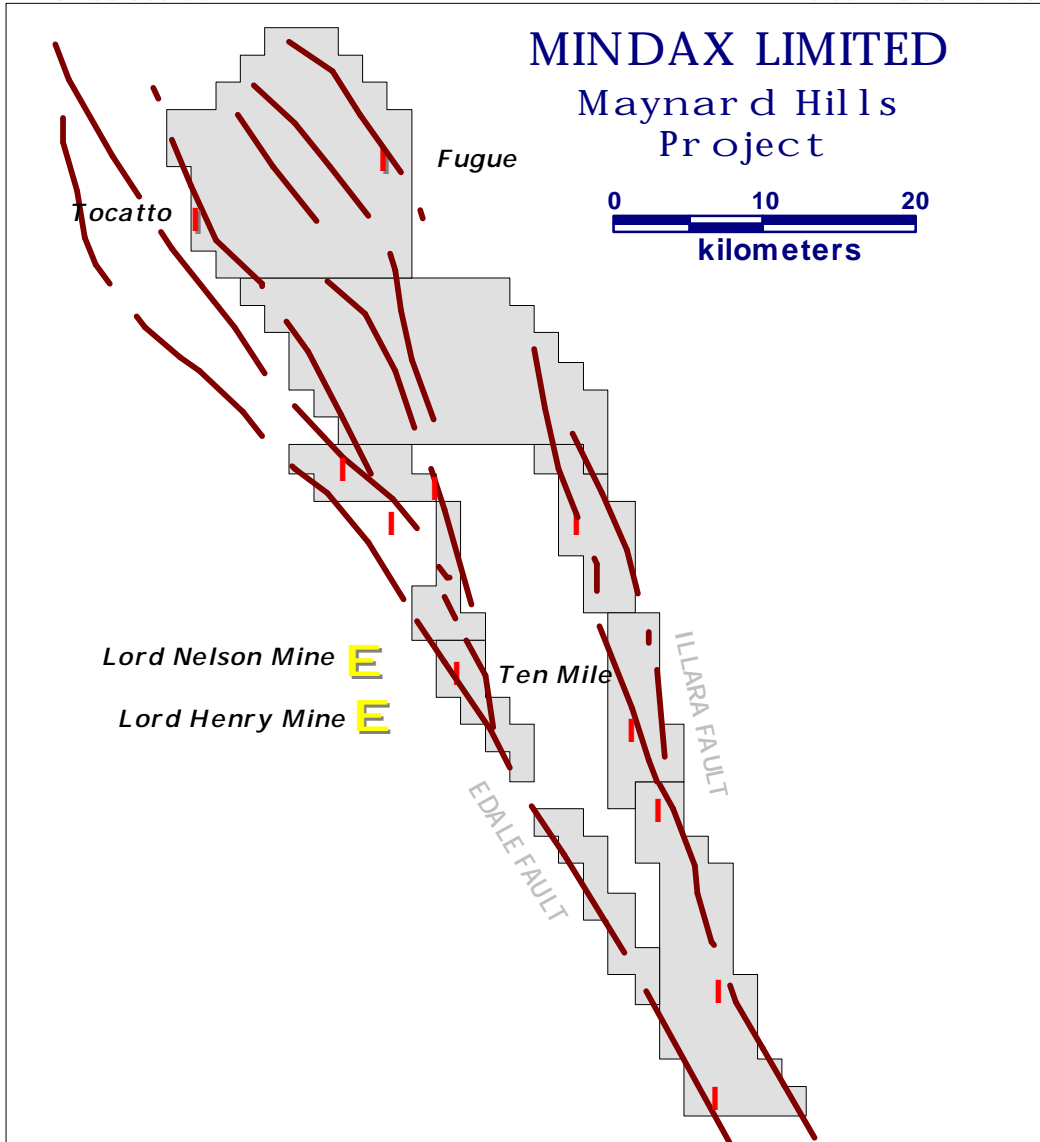 MINDAX LIMITED
Maynard Hills
Project
0 10 20
kilometers
Fugue
Tocatto
I
I
I
I
I
I
Lord Nelson Mine E
Ten Mile
I
Lord Henry Mine E
ILLARA FAULT
I
EDALE FAULT
I
I
I